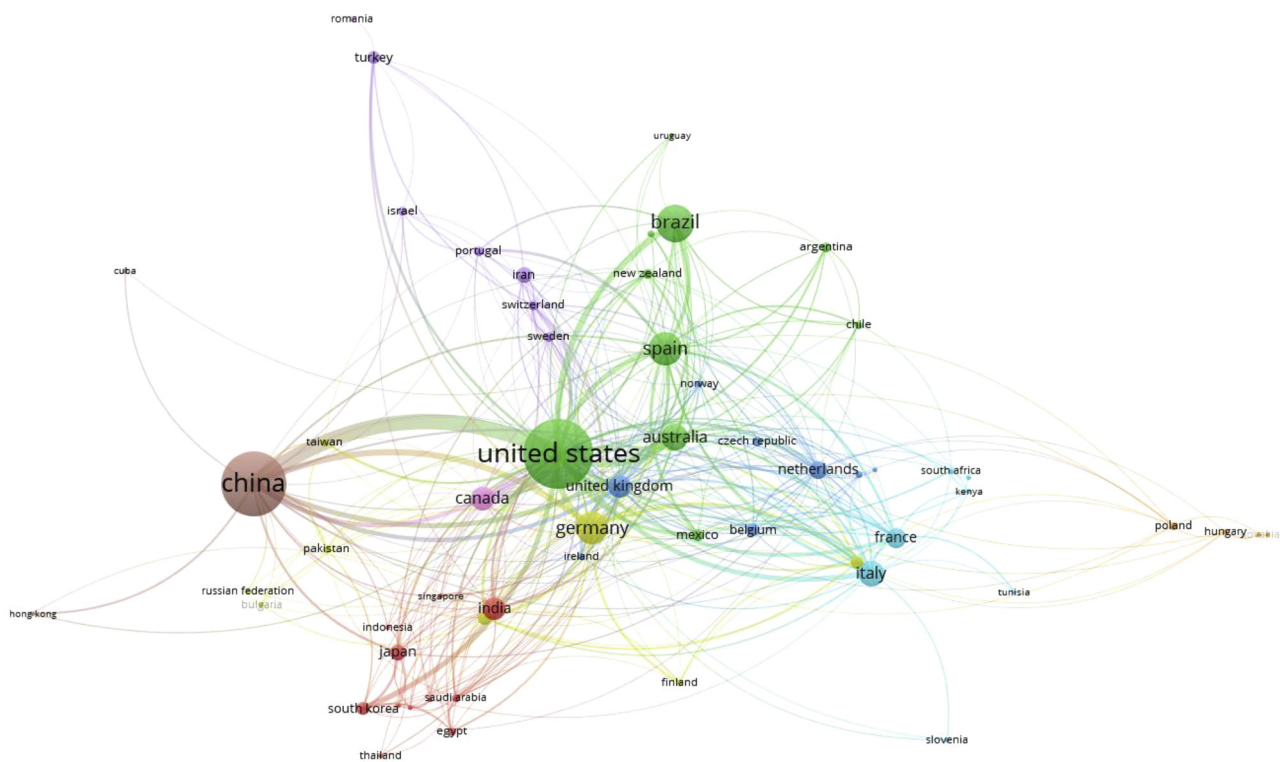 romania
turkey
uruguay
israel
brazil
portugal
argentina
cuba
iran
new zealand
switzerland
chile
sweden
spain
norway
taiwan
australia
czech republic
united states
netherlands
south africa
china
united kingdom
kenya
canada
germany
mexico
belgium
france
poland
hungary
pakistan
ireland
italy
russian federation
tunisia
bulgaria
singapore
india
hong kong
indonesia
japan
finland
saudi arabia
south korea
egypt
slovenia
thailand